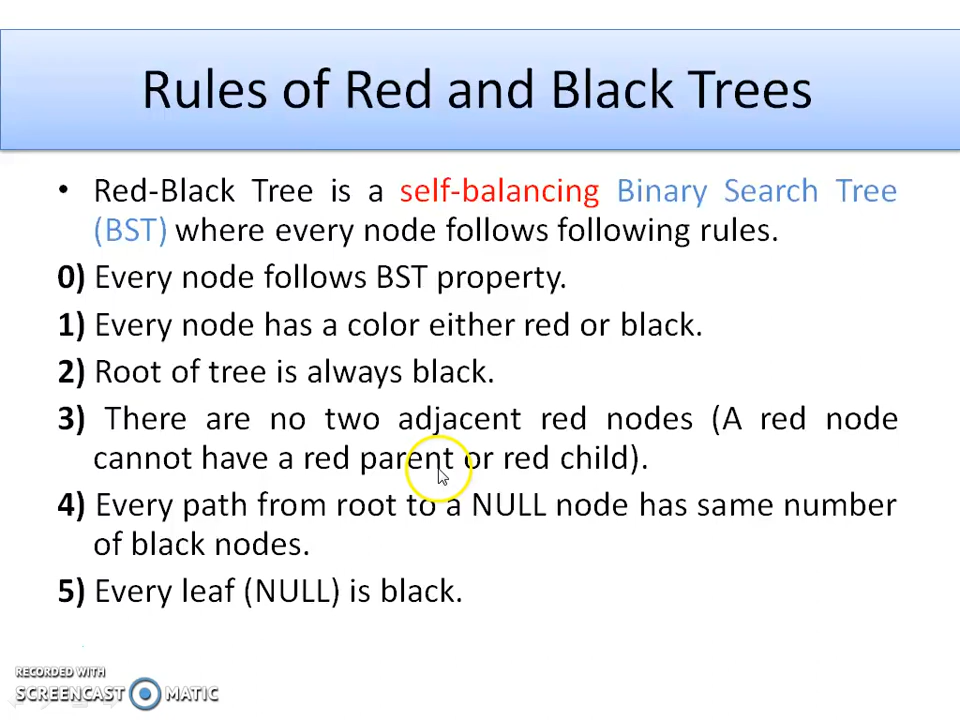 Rules of Red and Black Trees
• Red-Black Tree is a self-balancing Binary Search Tree
(BST) where every node follows following rules.
0) Every node follows BST property.
1) Every node has a color either red or black.
2) Root of tree is always black.
3) There are no two adjacent red nodes (A red node
cannot have a red parent or red child).
4) Every path from root to a NULL node has same number
of black nodes.
5) Every leaf (NULL) is black.
RECORDED WITH
SCREENCAST MATIC